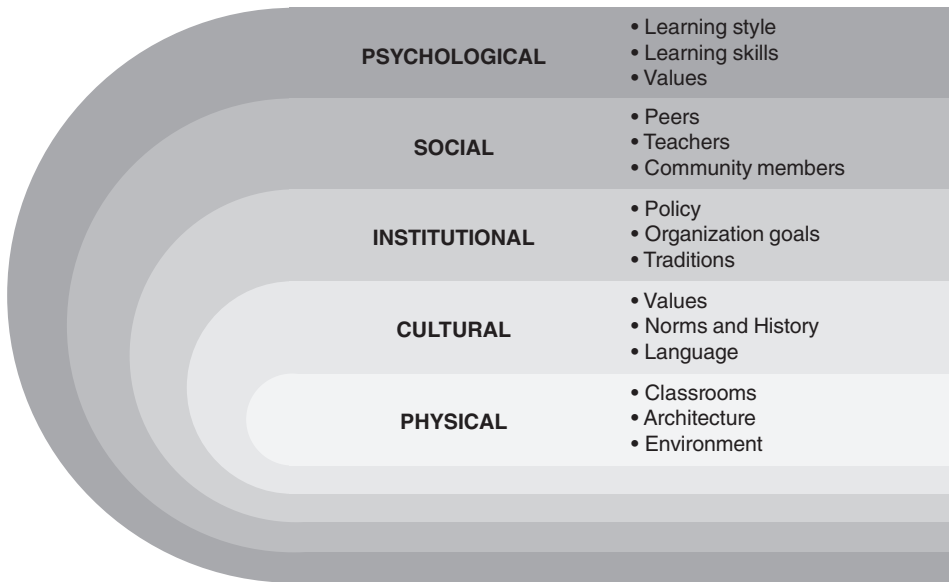 PSYCHOLOGICAL
• Learning style
• Learning skills
• Values
SOCIAL
• Peers
• Teachers
• Community members
INSTITUTIONAL
• Policy
• Organization goals
• Traditions
CULTURAL
• Values
• Norms and History
• Language
PHYSICAL
• Classrooms
• Architecture
• Environment